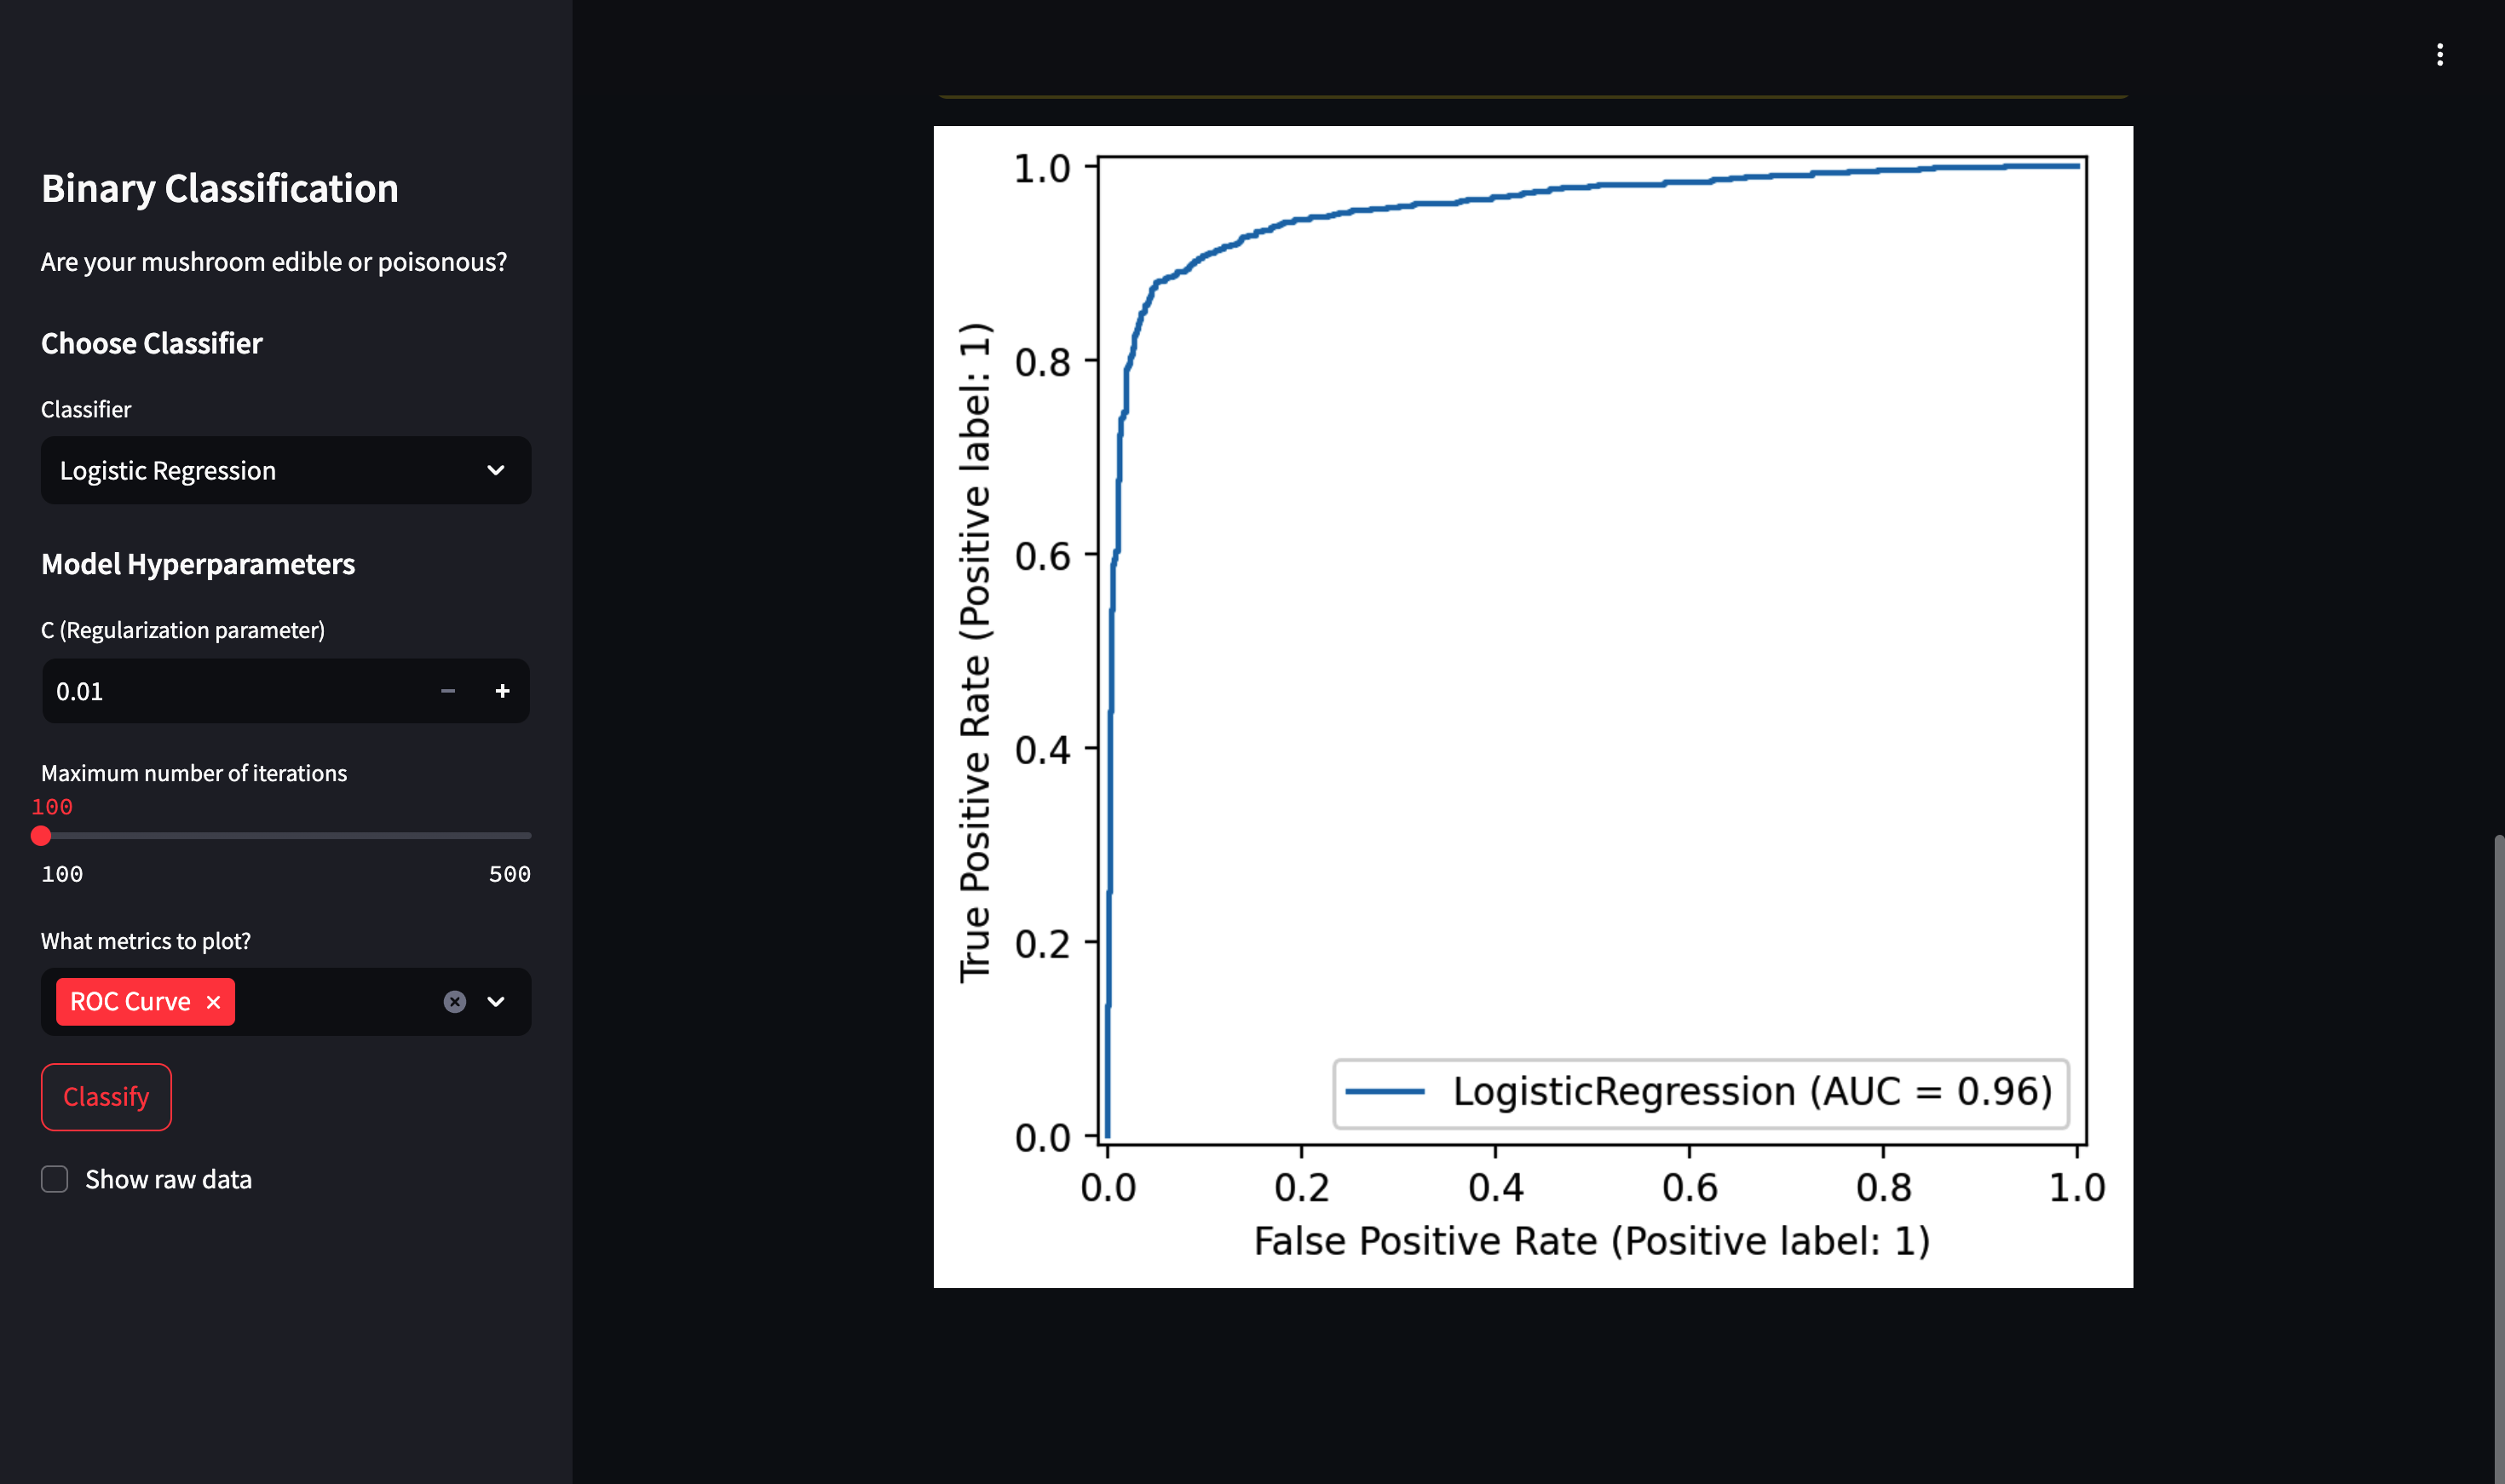 Binary Classification
Are your mushroom edible or poisonous?
Choose Classifier
Classifier
Logistic Regression
Model Hyperparameters
C (Regularization parameter)
0.01
Maximum number of iterations
100
100 500
What metrics to plot?
ROC Curve
Classify
Show raw data
True Positive Rate (Positive label: 1)
1.0
0.8
0.6
0.4
0.2
0.0
LogisticRegression (AUC = 0.96)
0.0 0.2 0.4 0.6 0.8 1.0
False Positive Rate (Positive label: 1)